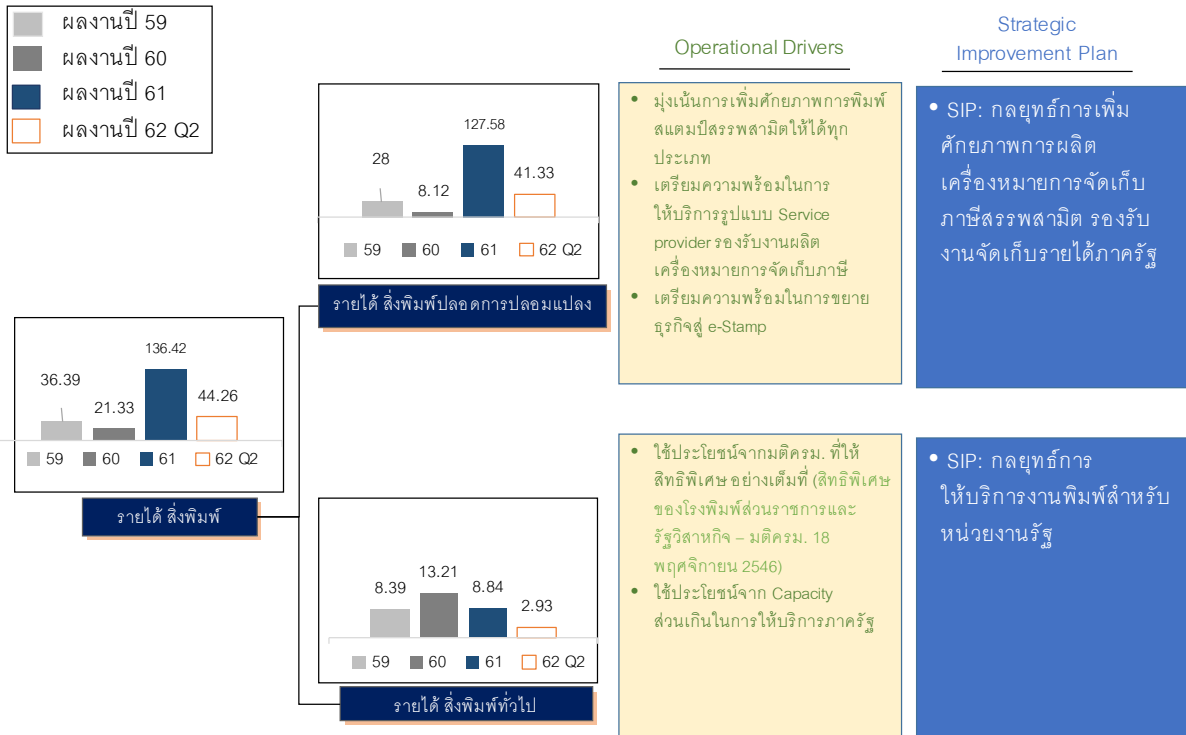 ผลงานปี 59
ผลงานปี 60
ผลงานปี 61
ผลงานปี 62 Q2
Operational Drivers
Strategic
Improvement Plan
28
8.12
127.58
41.33
59 60 61 62 Q2
รายได้ สิ่งพิมพ์ปลอดการปลอมแปลง
• มุ่งเน้นการเพิ่มศักยภาพการพิมพ์
สแตมป์สรรพสามิตให้ได้ทุก
ประเภท
• เตรียมความพร้อมในการ
ให้บริการรูปแบบ Service
provider รองรับงานผลิต
เครื่องหมายการจัดเก็บภาษี
• เตรียมความพร้อมในการขยาย
ธุรกิจสู่ e-Stamp
• SIP: กลยุทธ์การเพิ่ม
ศักยภาพการผลิต
เครื่องหมายการจัดเก็บ
ภาษีสรรพสามิต รองรับ
งานจัดเก็บรายได้ภาครัฐ
36.39
21.33
136.42
44.26
59 60 61 62 Q2
รายได้ สิ่งพิมพ์
8.39
13.21
8.84
2.93
59 60 61 62 Q2
รายได้ สิ่งพิมพ์ทั่วไป
• ใช้ประโยชน์จากมติครม. ที่ให้
สิทธิพิเศษ อย่างเต็มที่ (สิทธิพิเศษ
ของโรงพิมพ์ส่วนราชการและ
รัฐวิสาหกิจ – มติครม. 18
พฤศจิกายน 2546)
• ใช้ประโยชน์จาก Capacity
ส่วนเกินในการให้บริการภาครัฐ
• SIP: กลยุทธ์การ
ให้บริการงานพิมพ์สำหรับ
หน่วยงานรัฐ